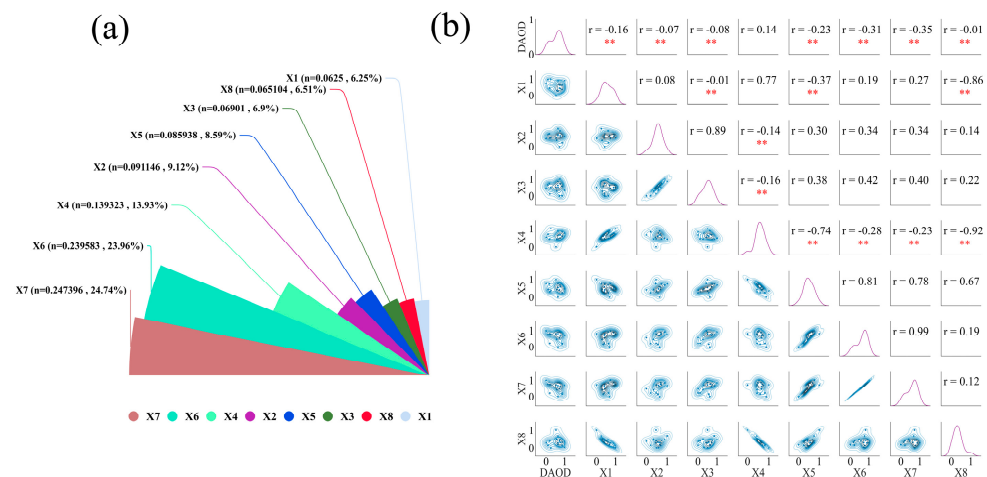 (a)
X1 (n=0.0625 , 6.25%)
X8 (n=0.065104 , 6.51%)
X3 (n=0.06901 , 6.9%)
X5 (n=0.085938 , 8.59%)
X2 (n=0.091146 , 9.12%)
X4 (n=0.139323 , 13.93%)
X6 (n=0.239583 , 23.96%)
X7 (n=0.247396 , 24.74%)
X7 X6 X4 X2 X5 X3 X8 X1
(b)
DAOD 1 0 r = -0.16 r = -0.07 r = -0.08 r = 0.14 r = -0.23 r = -0.31 r = -0.35 r = -0.01
** ** ** ** ** ** **
X1 1 0 r = 0.08 r = -0.01 r = 0.77 r = -0.37 r = 0.19 r = 0.27 r = -0.86
** ** **
X2 1 0 r = 0.89 r = -0.14 r = 0.30 r = 0.34 r = 0.34 r = 0.14
**
X3 1 0 r = -0.16 r = 0.38 r = 0.42 r = 0.40 r = 0.22
**
X4 1 0 r = -0.74 r = -0.28 r = -0.23 r = -0.92
** ** ** **
X5 1 0 r = 0.81 r = 0.78 r = 0.67
X6 1 0 r = 0.99 r = 0.19
X7 1 0 r = 0.12
X8 1 0
0 1 0 1 0 1 0 1 0 1 0 1 0 1 0 1 0 1
DAOD X1 X2 X3 X4 X5 X6 X7 X8